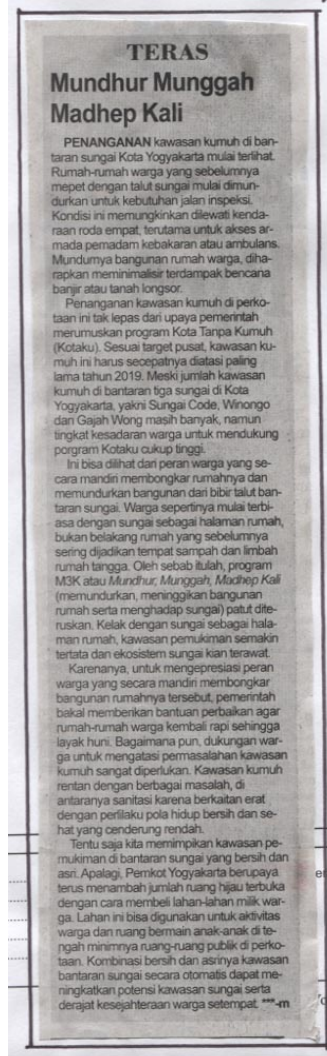 TERAS
Mundhur Munggah
Madhep Kali
PENANGANAN kawasan kumuh di ban-
taran sungai Kota Yogyakarta mulai terlihat.
Rumah-rumah warga yang sebelumnya
mepet dengan talut sungai mulai dimun-
durkan untuk kebutuhan jalan inspeksi.
Kondisi ini memungkinkan dilewati kenda-
raan roda empat, terutama untuk akses ar-
mada pemadam kebakaran atau ambulans.
Mundurnya bangunan rumah warga, diha-
rapkan meminimalisir terdampak bencana
banjir atau tanah longsor.
Penanganan kawasan kumuh di perko-
taan ini tak lepas dari upaya pemerintah
merumuskan program Kota Tanpa Kumuh
(Kotaku). Sesuai target pusat, kawasan ku-
muh ini harus secepatnya diatasi paling
lama tahun 2019. Meski jumlah kawasan
kumuh di bantaran tiga sungai di Kota
Yogyakarta, yakni Sungai Code, Winongo
dan Gajah Wong masih banyak, namun
tingkat kesadaran warga untuk mendukung
porgram Kotaku cukup tinggi.
Ini bisa dilihat dari peran warga yang se-
cara mandiri membongkar rumahnya dan
memundurkan bangunan dari bibir talut ban-
taran sungai. Warga sepertinya mulai terbi-
asa dengan sungai sebagai halaman rumah,
bukan belakang rumah yang sebelumnya
sering dijadikan tempat sampah dan limbah
rumah tangga. Oleh sebab itulah, program
M3K atau Mundhur, Munggah, Madhep Kali
(memundurkan, meninggikan bangunan
rumah serta menghadap sungai) patut dite-
ruskan. Kelak dengan sungai sebagai hala-
man rumah, kawasan pemukiman semakin
tertata dan ekosistem sungai kian terawat.
Karenanya, untuk mengepresiasi peran
warga yang secara mandiri membongkar
bangunan rumahnya tersebut, pemerintah
bakal memberikan bantuan perbaikan agar
rumah-rumah warga kembali rapi sehingga
layak huni. Bagaimana pun, dukungan war-
ga untuk mengatasi permasalahan kawasan
kumuh sangat diperlukan. Kawasan kumuh
rentan dengan berbagai masalah, di
antaranya sanitasi karena berkaitan erat
dengan perfilaku pola hidup bersih dan se-
hat yang cenderung rendah.
Tentu saja kita memimpikan kawasan pe-
mukiman di bantaran sungai yang bersih dan
asri. Apalagi, Pemkot Yogyakarta berupaya
terus menambah jumlah ruang hijau terbuka
dengan cara membeli lahan-lahan milik war-
ga. Lahan ini bisa digunakan untuk aktivitas
warga dan ruang bermain anak-anak di te-
ngah minimnya ruang-ruang publik di perko-
taan. Kombinasi bersih dan asrinya kawasan
bantaran sungai secara otomatis dapat me-
ningkatkan potensi kawasan sungai serta
derajat kesejahteraan warga setempat. ***-m